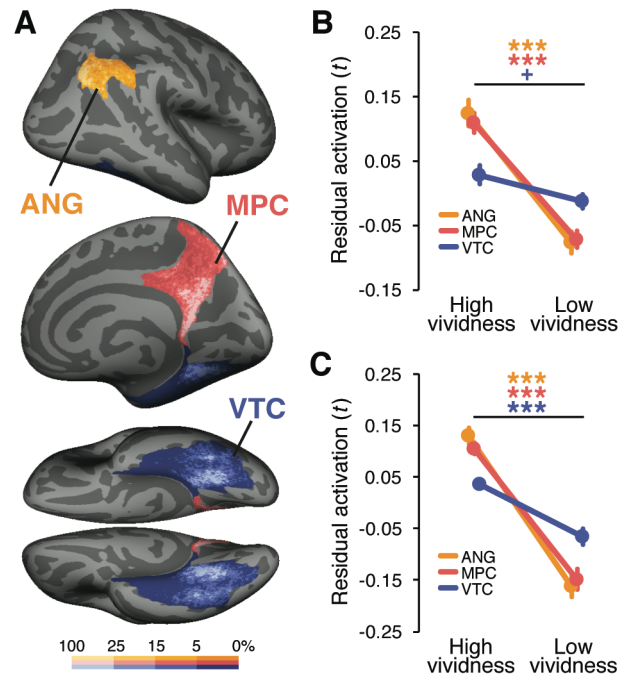 A
ANG
MPC
VTC
100 25 15 5 0%
B
Residual activation (t)
0.25
0.15
0.05
-0.05
-0.15
***
***
+
ANG
MPC
VTC
High vividness
Low vividness
C
Residual activation (t)
0.25
0.15
0.05
-0.05
-0.15
-0.25
***
***
***
ANG
MPC
VTC
High vividness
Low vividness